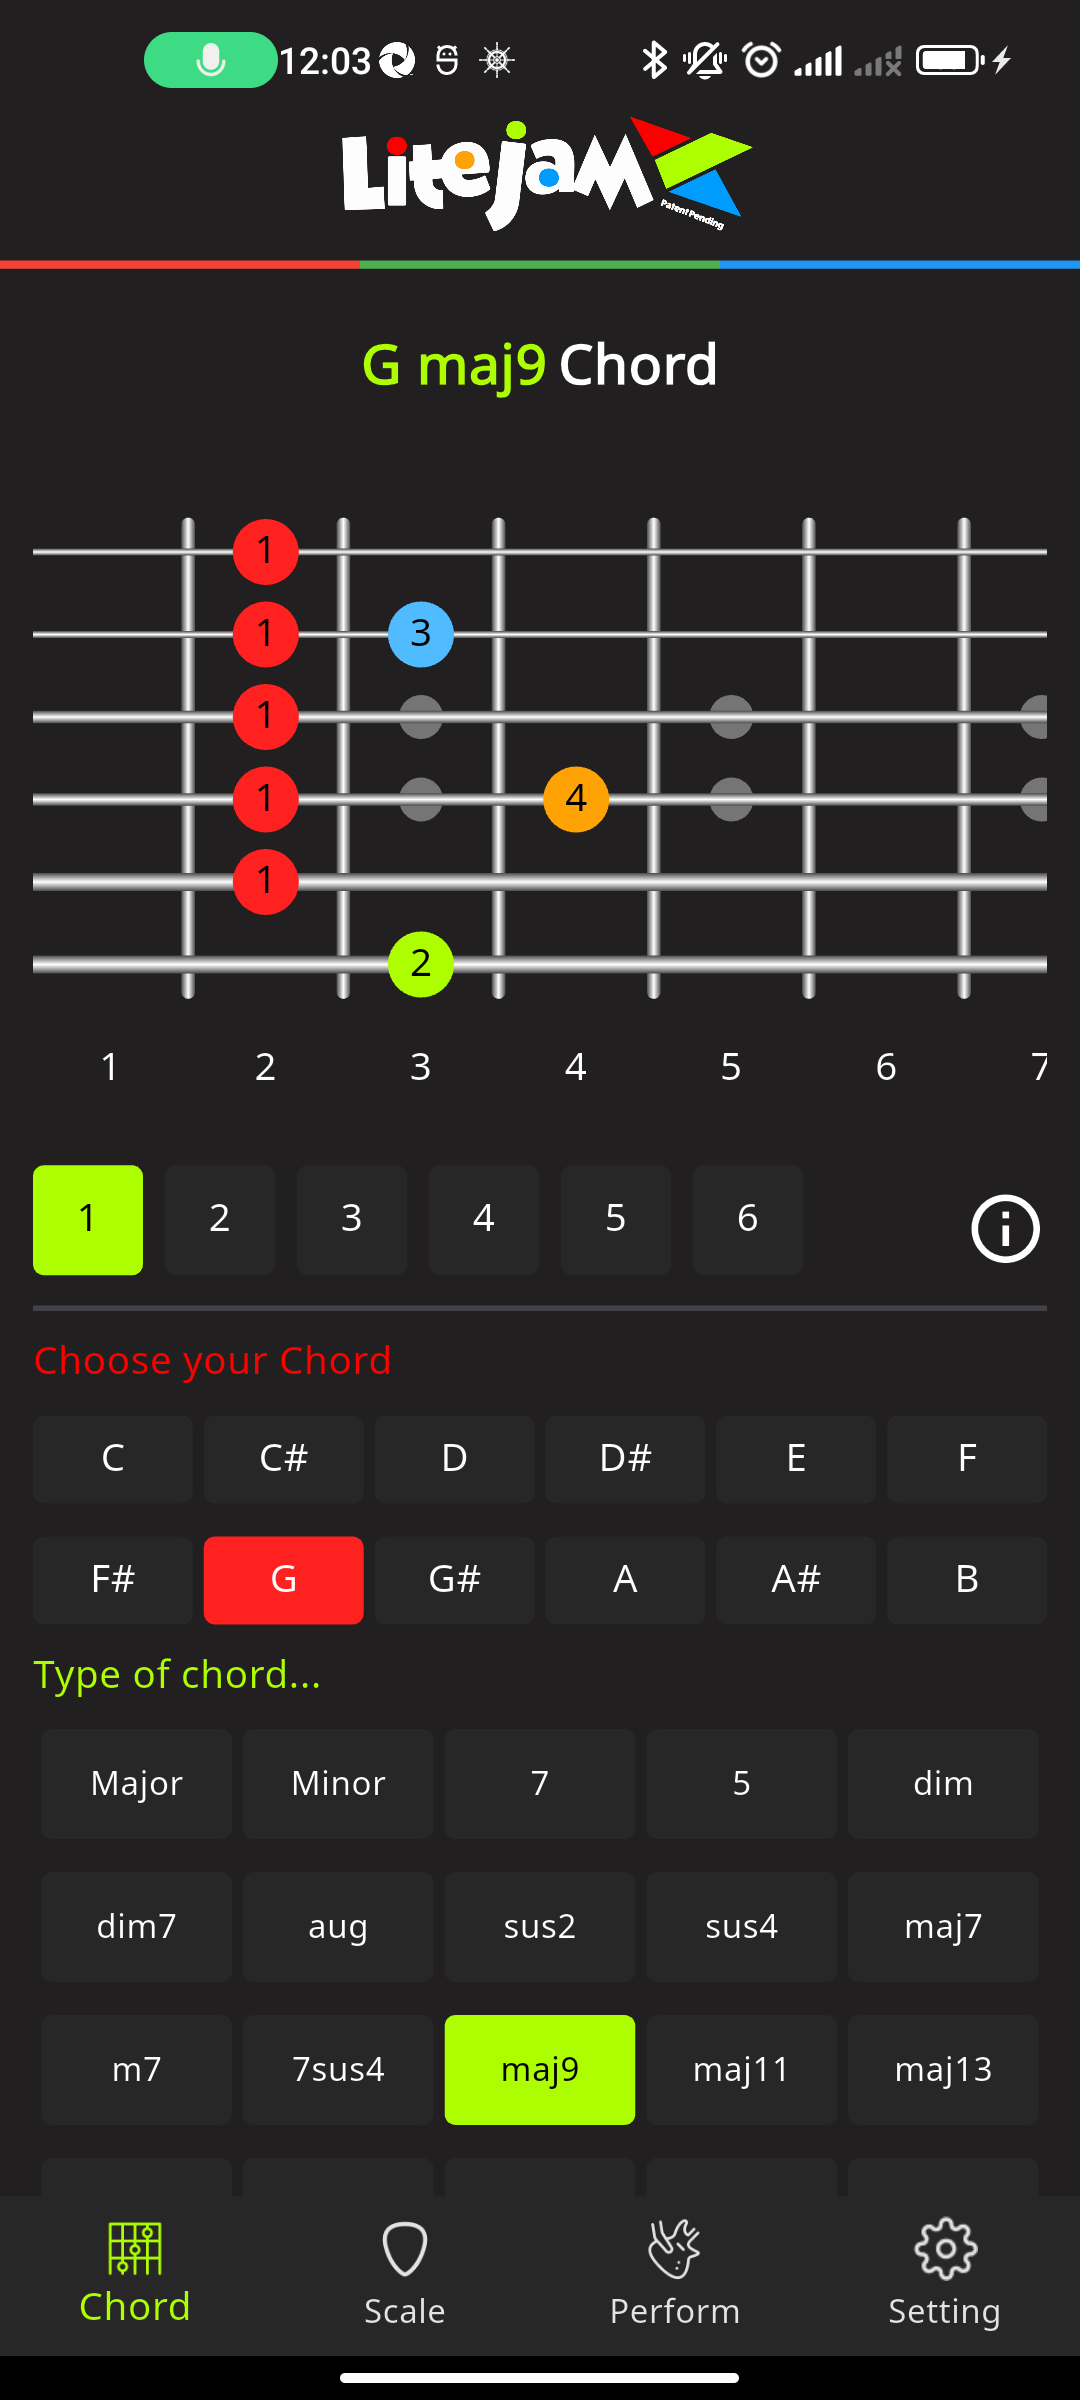 12:03
Litejam
Patent Pending
G maj9 Chord
1
1 3
1
1 4
1
2
1 2 3 4 5 6 7
1 2 3 4 5 6
Choose your Chord
C C# D D# E F
F# G G# A A# B
Type of chord...
Major Minor 7 5 dim
dim7 aug sus2 sus4 maj7
m7 7sus4 maj9 maj11 maj13
Chord Scale Perform Setting